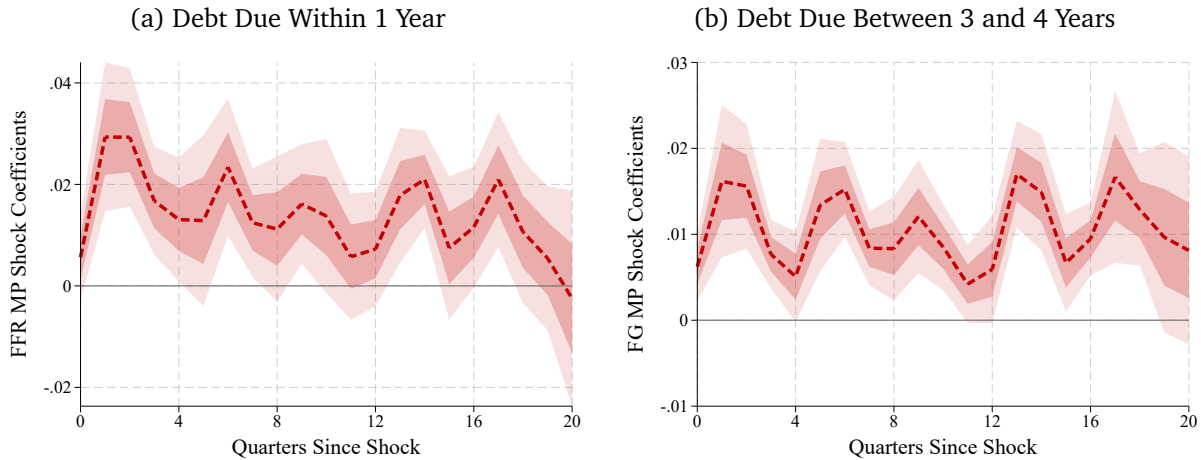 (a) Debt Due Within 1 Year
FFR MP Shock Coefficients
.04
.02
0
-.02
0 4 8 12 16 20
Quarters Since Shock
(b) Debt Due Between 3 and 4 Years
FG MP Shock Coefficients
.03
.02
.01
0
-.01
0 4 8 12 16 20
Quarters Since Shock